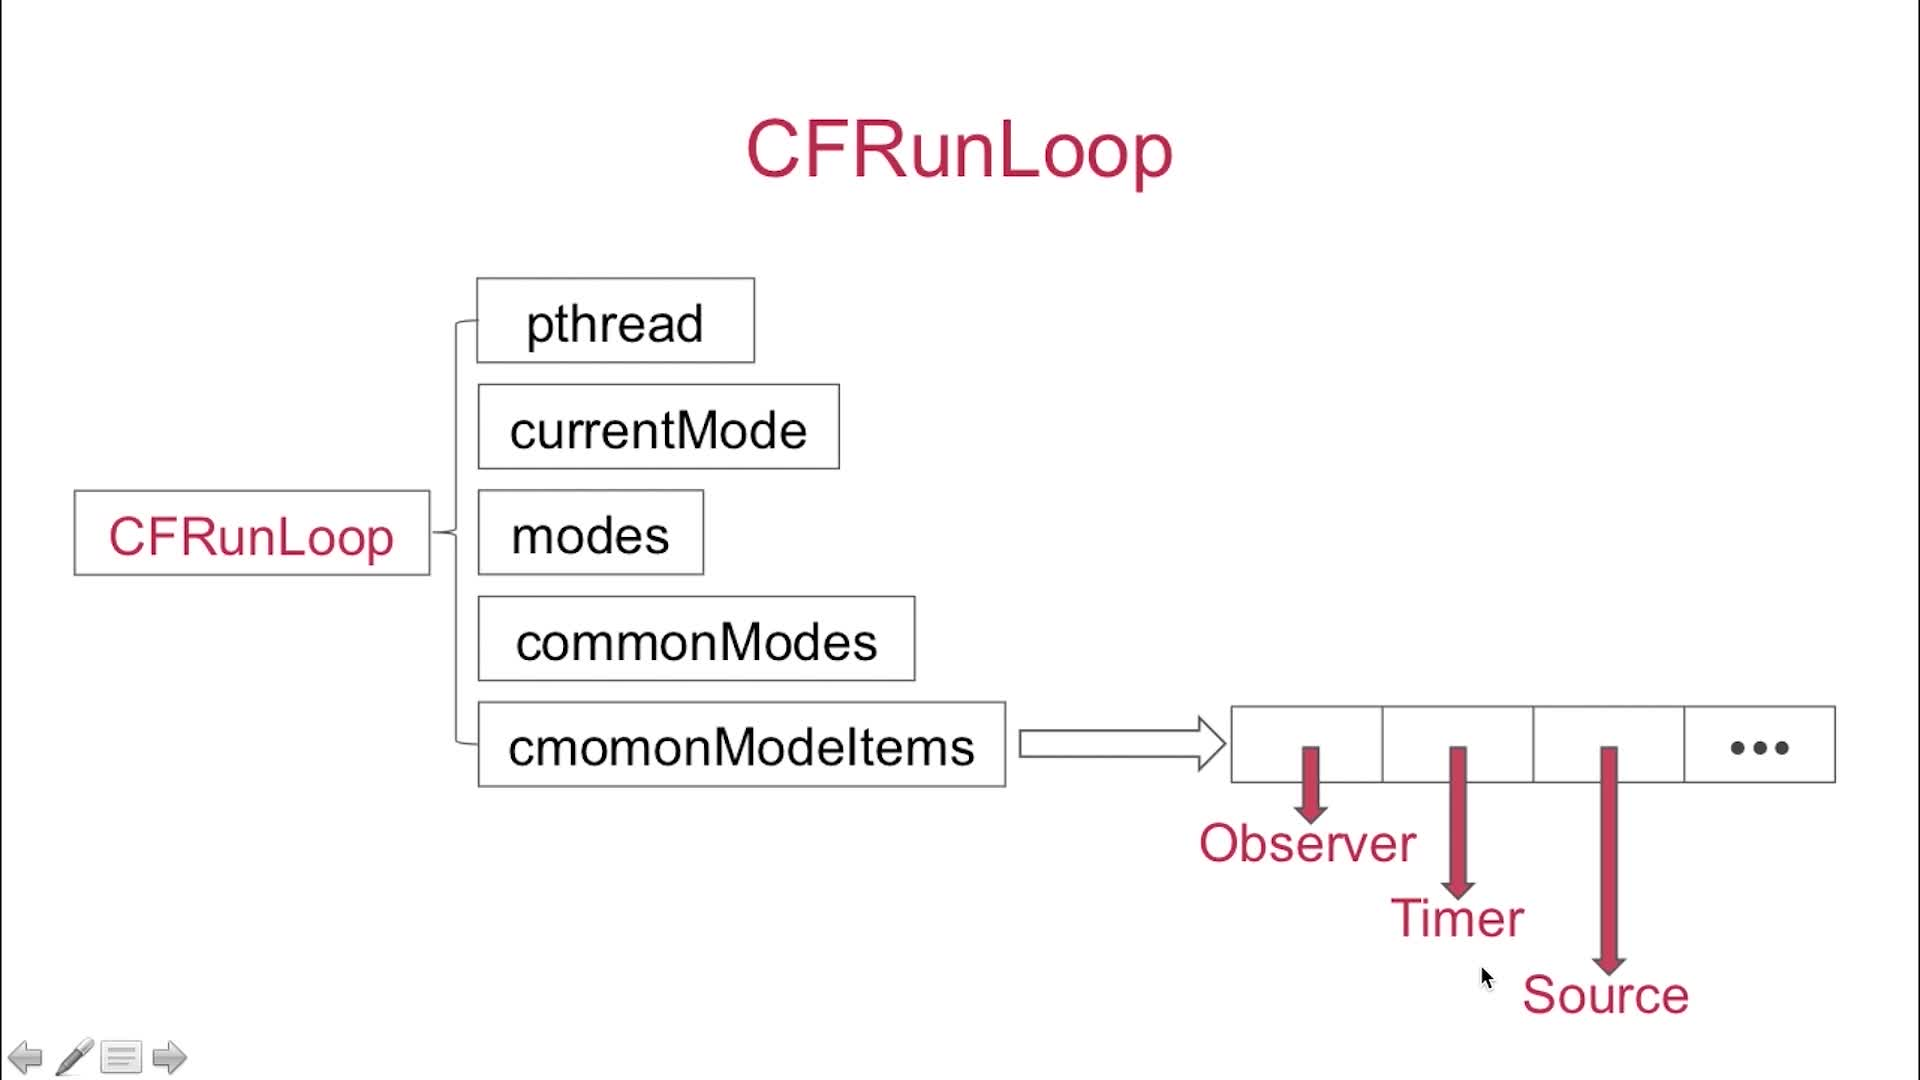 CFRunLoop
pthread
currentMode
CFRunLoop
modes
commonModes
cmomonModeItems
•••
Observer
Timer
Source